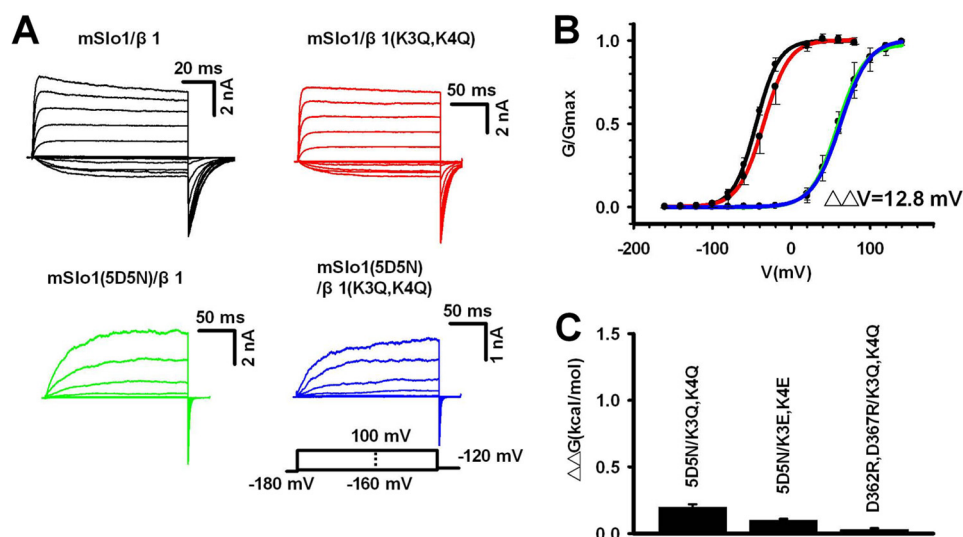 A
mSlo1/β 1
20 ms
2 nA
mSlo1/β 1(K3Q,K4Q)
50 ms
2 nA
mSlo1(5D5N)/β 1
50 ms
2 nA
mSlo1(5D5N)
/β 1(K3Q,K4Q)
50 ms
1 nA
100 mV
-120 mV
-180 mV
-160 mV
B
G/Gmax
1.0
0.5
0.0
-200
-100
0
100
V(mV)
△△V=12.8 mV
C
△△G(kcal/mol)
1.5
1.0
0.5
0.0
5D5N/K3Q,K4Q
5D5N/K3E,K4E
D362R,D367R/K3Q,K4Q